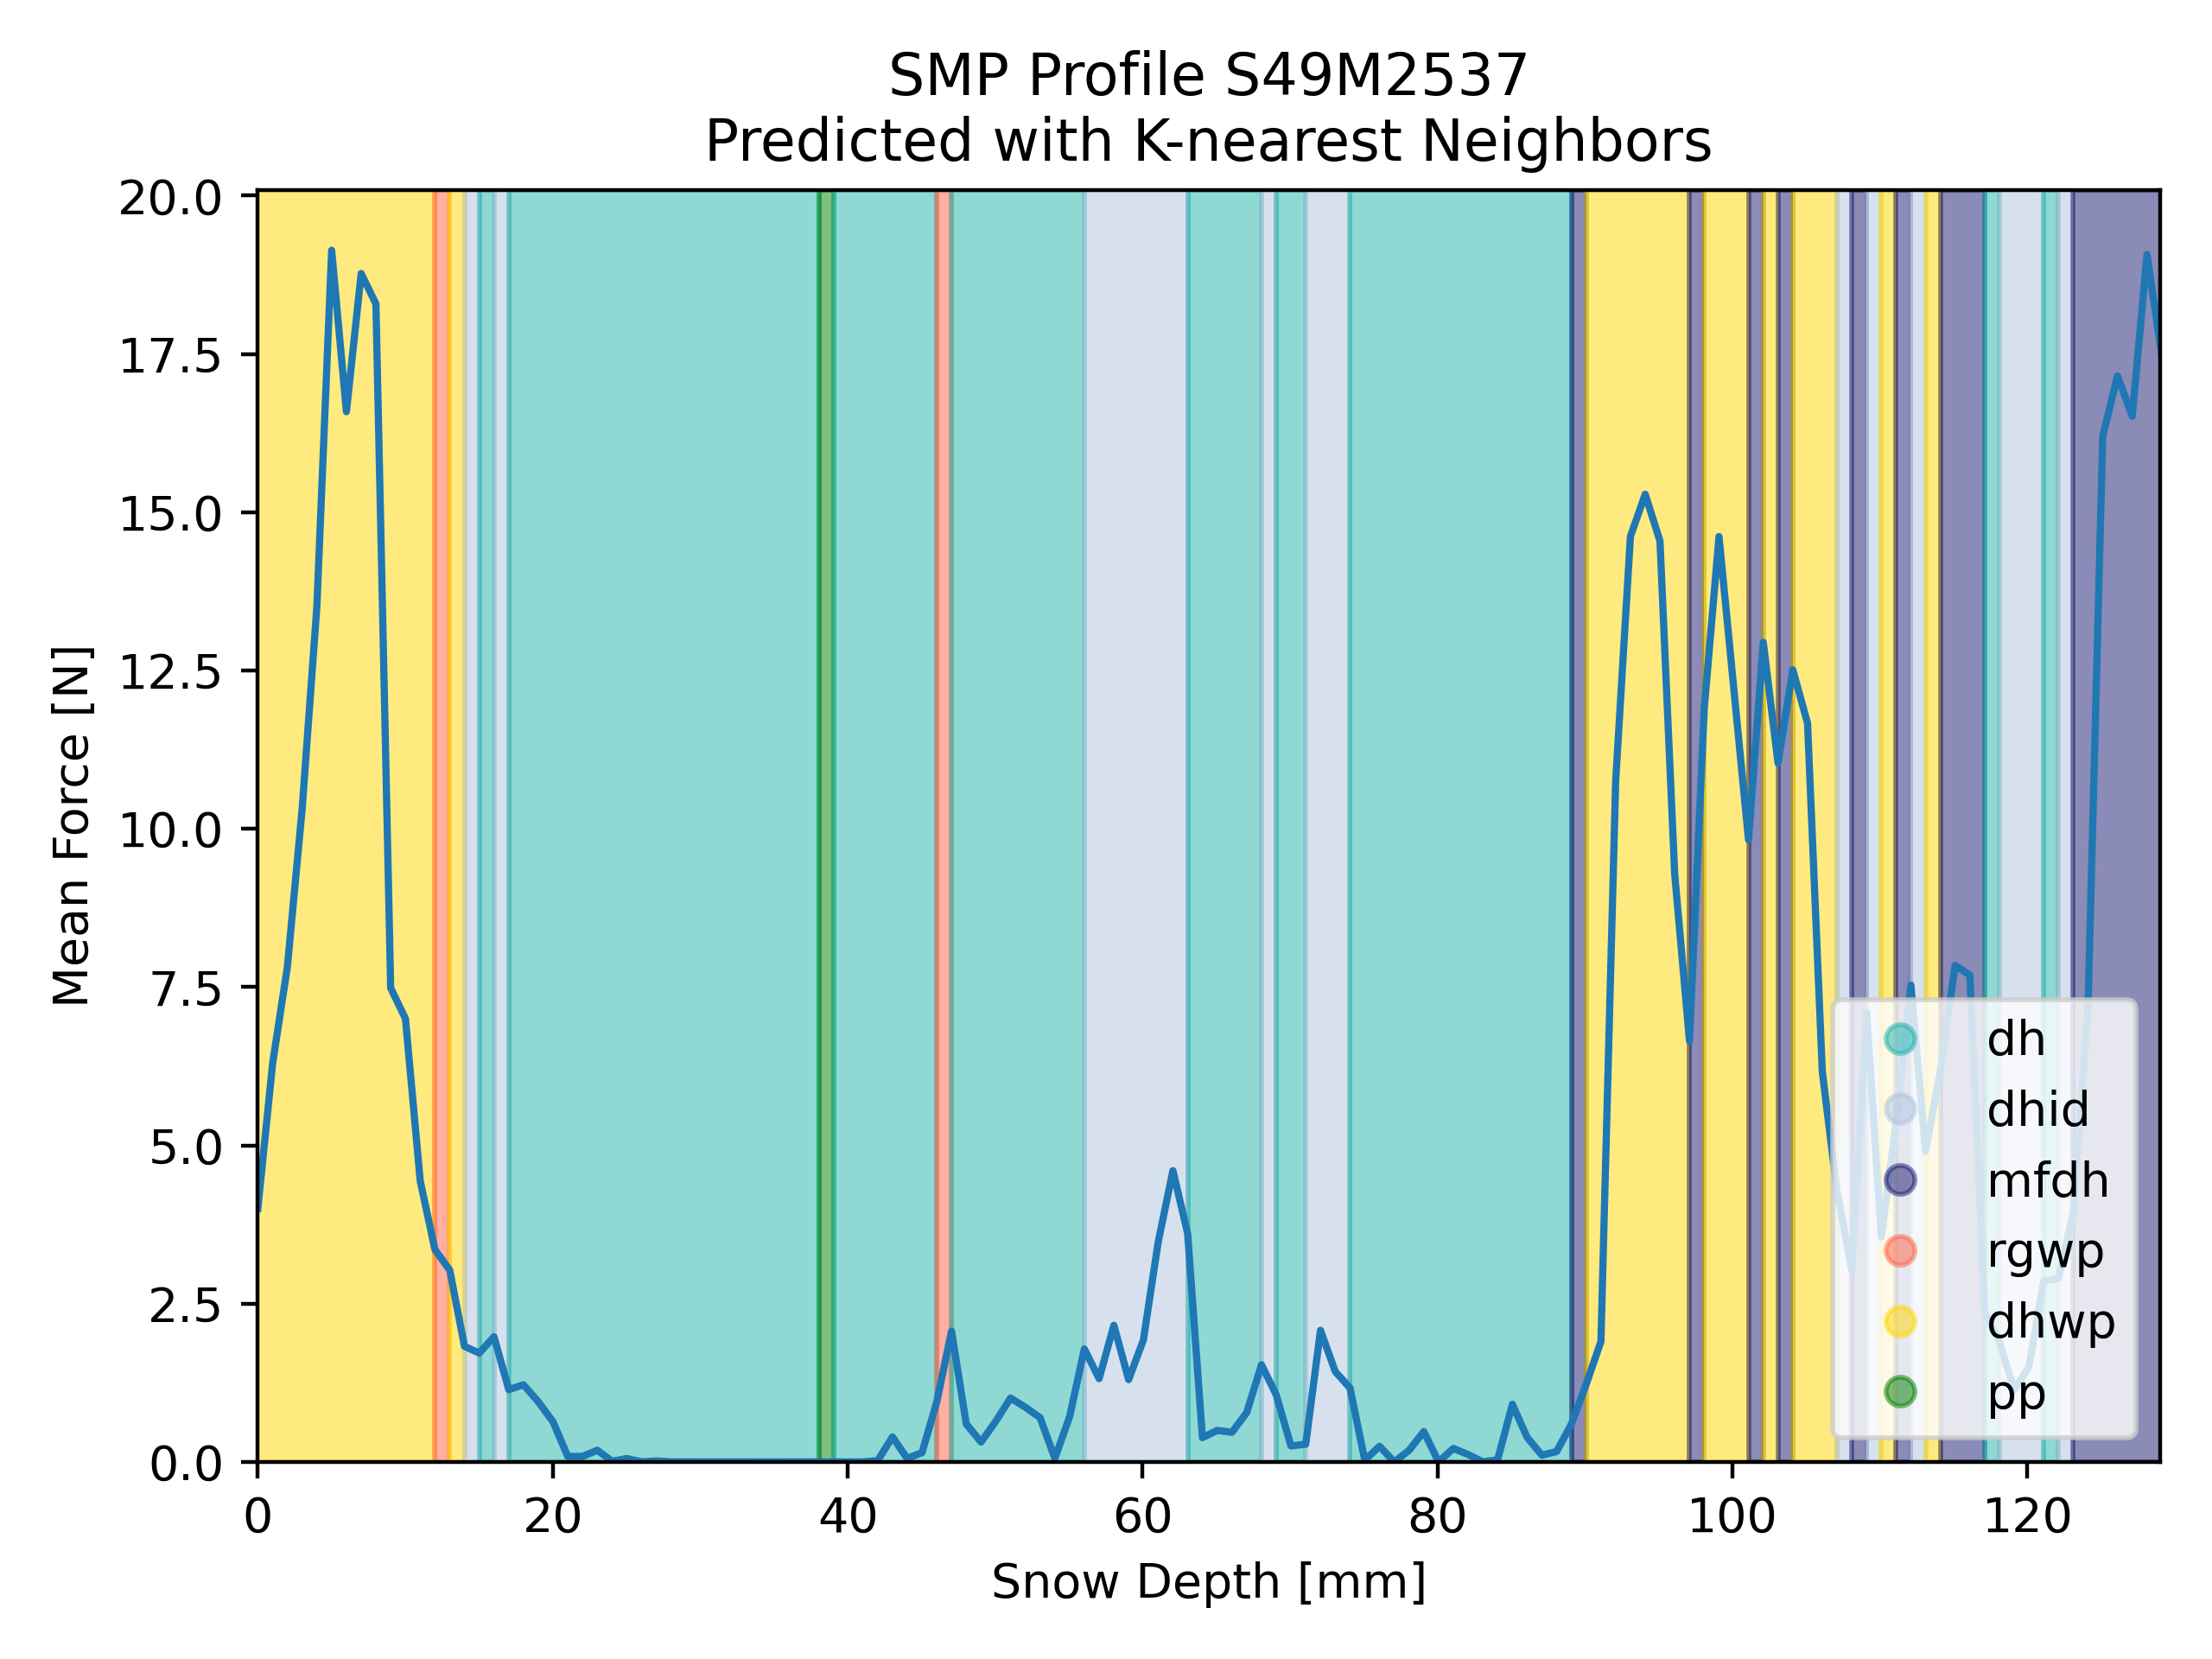 SMP Profile S49M2537
Predicted with K-nearest Neighbors
20.0
17.5
15.0
12.5
10.0
7.5
5.0
2.5
0.0
Mean Force [N]
dh
dhid
mfdh
rgwp
dhwp
pp
0 20 40 60 80 100 120
Snow Depth [mm]